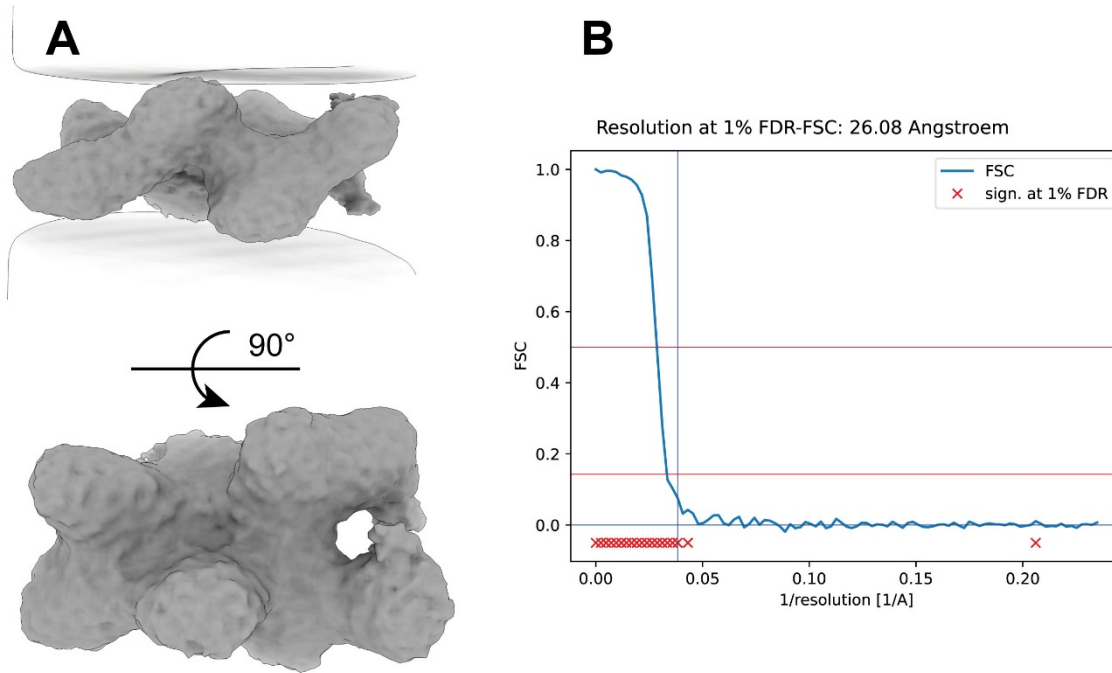 A
B
90°
Resolution at 1% FDR-FSC: 26.08 Angstroem
FSC
sign. at 1% FDR
FSC
1.0
0.8
0.6
0.4
0.2
0.0
0.00
0.05
0.10
0.15
0.20
1/resolution [1/A]